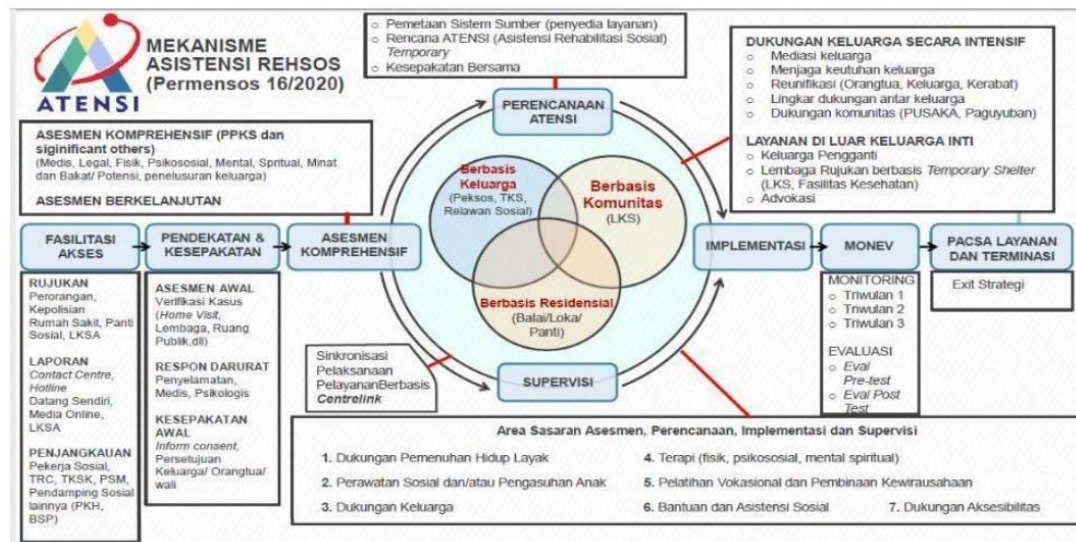 ATENSI
MEKANISME
ASISTENSI REHSOS
(Permensos 16/2020)
o Pemetaan Sistem Sumber (penyedia layanan)
o Rencana ATENSI (Asistensi Rehabilitasi Sosial)
Temporary
o Kesepakatan Bersama
DUKUNGAN KELUARGA SECARA INTENSIF
o Mediasi keluarga
o Menjaga keutuhan keluarga
o Reunifikasi (Orangtua, Keluarga, Kerabat)
o Lingkar dukungan antar keluarga
o Dukungan komunitas (PUSAKA, Paguyuban)
LAYANAN DI LUAR KELUARGA INTI
o Keluarga Pengganti
o Lembaga Rujukan berbasis Temporary Shelter
(LKS, Fasilitas Kesehatan)
o Advokasi
ASESMEN KOMPREHENSIF (PPKS dan
siginificant others)
(Medis, Legal, Fisik, Psikososial, Mental, Spritual, Minat
dan Bakat/ Potensi, penelusuran keluarga)
ASESMEN BERKELANJUTAN
PERENCANAAN
ATENSI
Berbasis
Keluarga
(Peksos, TKS,
Relawan Sosial)
Berbasis
Komunitas
(LKS)
Berbasis Residensial
(Balai/Loka/
Panti)
FASILITASI
AKSES
PENDEKATAN &
KESEPAKATAN
ASESMEN
KOMPREHENSIF
IMPLEMENTASI
MONEV
PACSA LAYANAN
DAN TERMINASI
RUJUKAN
Perorangan,
Kepolisian
Rumah Sakit, Panti
Sosial, LKSA
LAPORAN
Contact Centre,
Hotline
Datang Sendiri,
Media Online,
LKSA
PENJANGKAUAN
Pekerja Sosial,
TRC, TKSK, PSM,
Pendamping Sosial
lainnya (PKH,
BSP)
ASESMEN AWAL
Verifikasi Kasus
(Home Visit,
Lembaga, Ruang
Publik,dll)
RESPON DARURAT
Penyelamatan,
Medis, Psikologis
KESEPAKATAN
AWAL
Inform consent,
Persetujuan
Keluarga/ Orangtua/
wali
Sinkronisasi
Pelaksanaan
PelayananBerbasis
Centrelink
SUPERVISI
MONITORING
o Triwulan 1
o Triwulan 2
o Triwulan 3
EVALUASI
o Eval
Pre-test
o Eval Post
Test
Exit Strategi
Area Sasaran Asesmen, Perencanaan, Implementasi dan Supervisi
1. Dukungan Pemenuhan Hidup Layak
2. Perawatan Sosial dan/atau Pengasuhan Anak
3. Dukungan Keluarga
4. Terapi (fisik, psikososial, mental spiritual)
5. Pelatihan Vokasional dan Pembinaan Kewirausahaan
6. Bantuan dan Asistensi Sosial
7. Dukungan Aksesibilitas